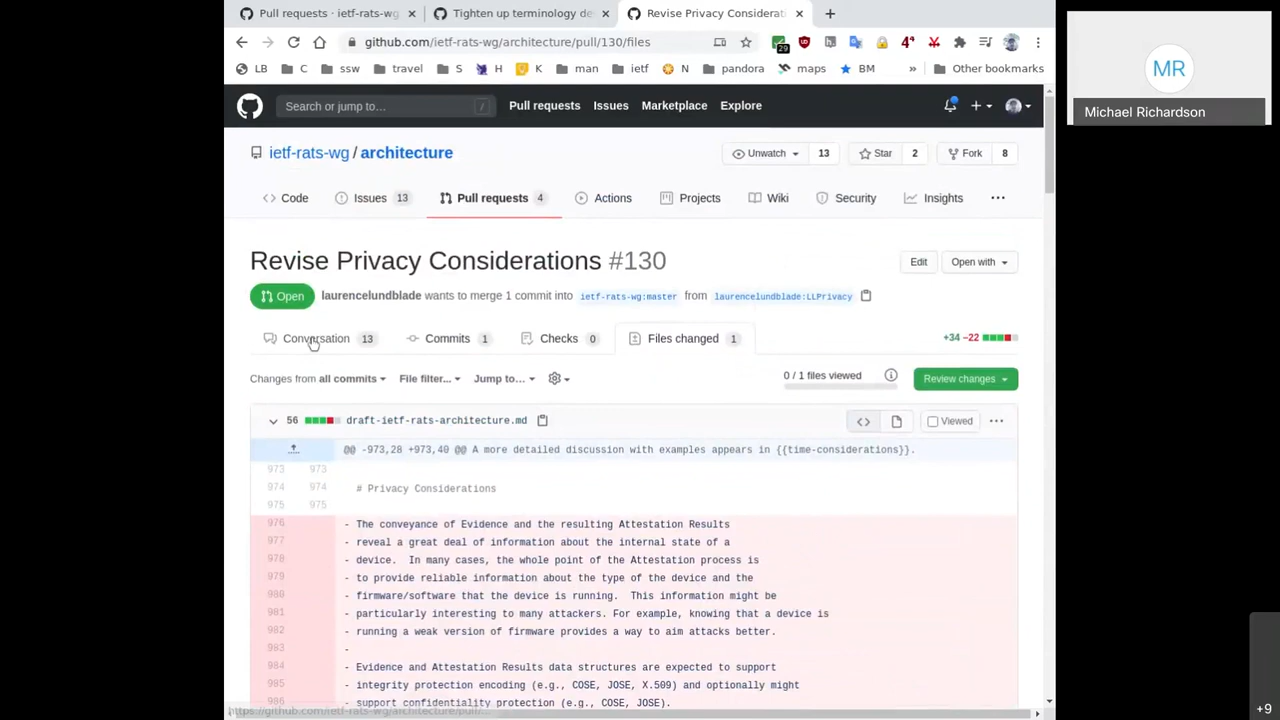 Pull requests · ietf-rats-wg
Tighten up terminology de
Revise Privacy Considerati
github.com/ietf-rats-wg/architecture/pull/130/files
29
LB C ssw travel S H K man ietf N pandora maps BM » Other bookmarks
Search or jump to… /
Pull requests Issues Marketplace Explore
ietf-rats-wg / architecture
Unwatch 13 Star 2 Fork 8
Code Issues 13 Pull requests 4 Actions Projects Wiki Security Insights
Revise Privacy Considerations #130
Edit Open with
Open laurencelundblade wants to merge 1 commit into ietf-rats-wg:master from laurencelundblade:LLPrivacy
Conversation 13 Commits 1 Checks 0 Files changed 1 +34 −22
Changes from all commits File filter... Jump to… 0 / 1 files viewed Review changes
56 draft-ietf-rats-architecture.md Viewed
@@ -973,28 +973,40 @@ A more detailed discussion with examples appears in {{time-considerations}}.
973 973
974 974 # Privacy Considerations
975 975
976 - The conveyance of Evidence and the resulting Attestation Results
977 - reveal a great deal of information about the internal state of a
978 - device.  In many cases, the whole point of the Attestation process is
979 - to provide reliable information about the type of the device and the
980 - firmware/software that the device is running.  This information might be
981 - particularly interesting to many attackers. For example, knowing that a device is
982 - running a weak version of firmware provides a way to aim attacks better.
983 -
984 - Evidence and Attestation Results data structures are expected to support
985 - integrity protection encoding (e.g., COSE, JOSE, X.509) and optionally might
986 - support confidentiality protection (e.g., COSE, JOSE).
https://github.com/ietf-rats-wg/architecture/pull/...
MR
Michael Richardson
+9